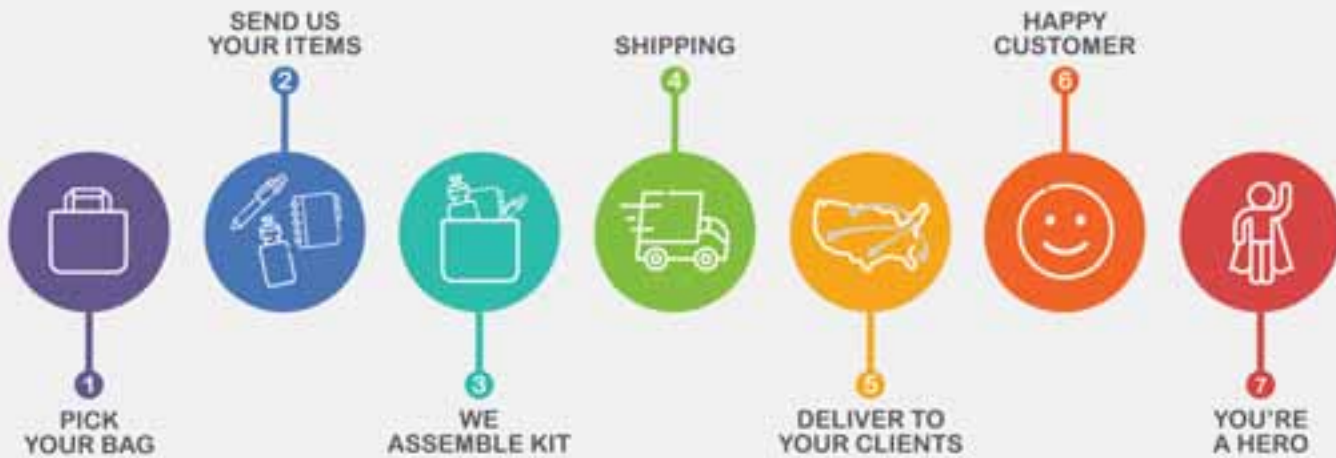 1
PICK
YOUR BAG
SEND US
YOUR ITEMS
2
3
WE
ASSEMBLE KIT
SHIPPING
4
5
DELIVER TO
YOUR CLIENTS
HAPPY
CUSTOMER
6
7
YOU'RE
A HERO